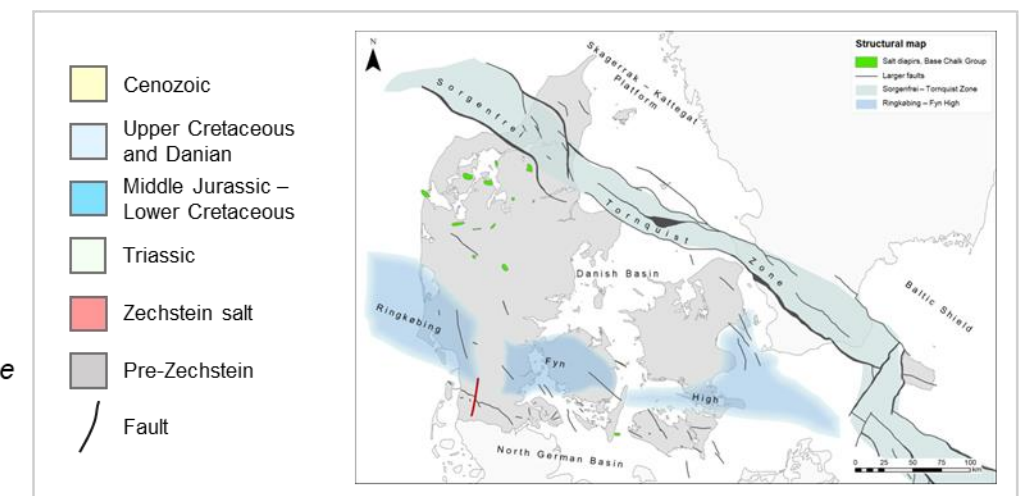 Cenozoic
Upper Cretaceous
and Danian
Middle Jurassic –
Lower Cretaceous
Triassic
Zechstein salt
e
Pre-Zechstein
Fault
N
Skagerrak – Kattegat
Platform
Structural map
Salt diapirs, Base Chalk Group
Larger faults
Sorgenfrei – Tornquist Zone
Ringkøbing – Fyn High
Sorgenfrei
Tornquist
Zone
Danish Basin
Baltic Shield
Ringkøbing
Fyn
High
North German Basin
0 25 50 75 100
km